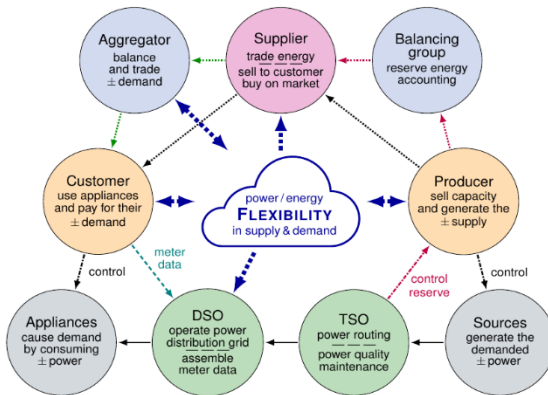 Aggregator
balance
and trade
± demand
Supplier
trade energy
sell to customer
buy on market
Balancing
group
reserve energy
accounting
Customer
use appliances
and pay for their
± demand
power / energy
FLEXIBILITY
in supply & demand
Producer
sell capacity
and generate the
± supply
control
meter
data
control
reserve
control
Appliances
cause demand
by consuming
± power
DSO
operate power
distribution grid
assemble
meter data
TSO
power routing
power quality
maintenance
Sources
generate the
demanded
± power